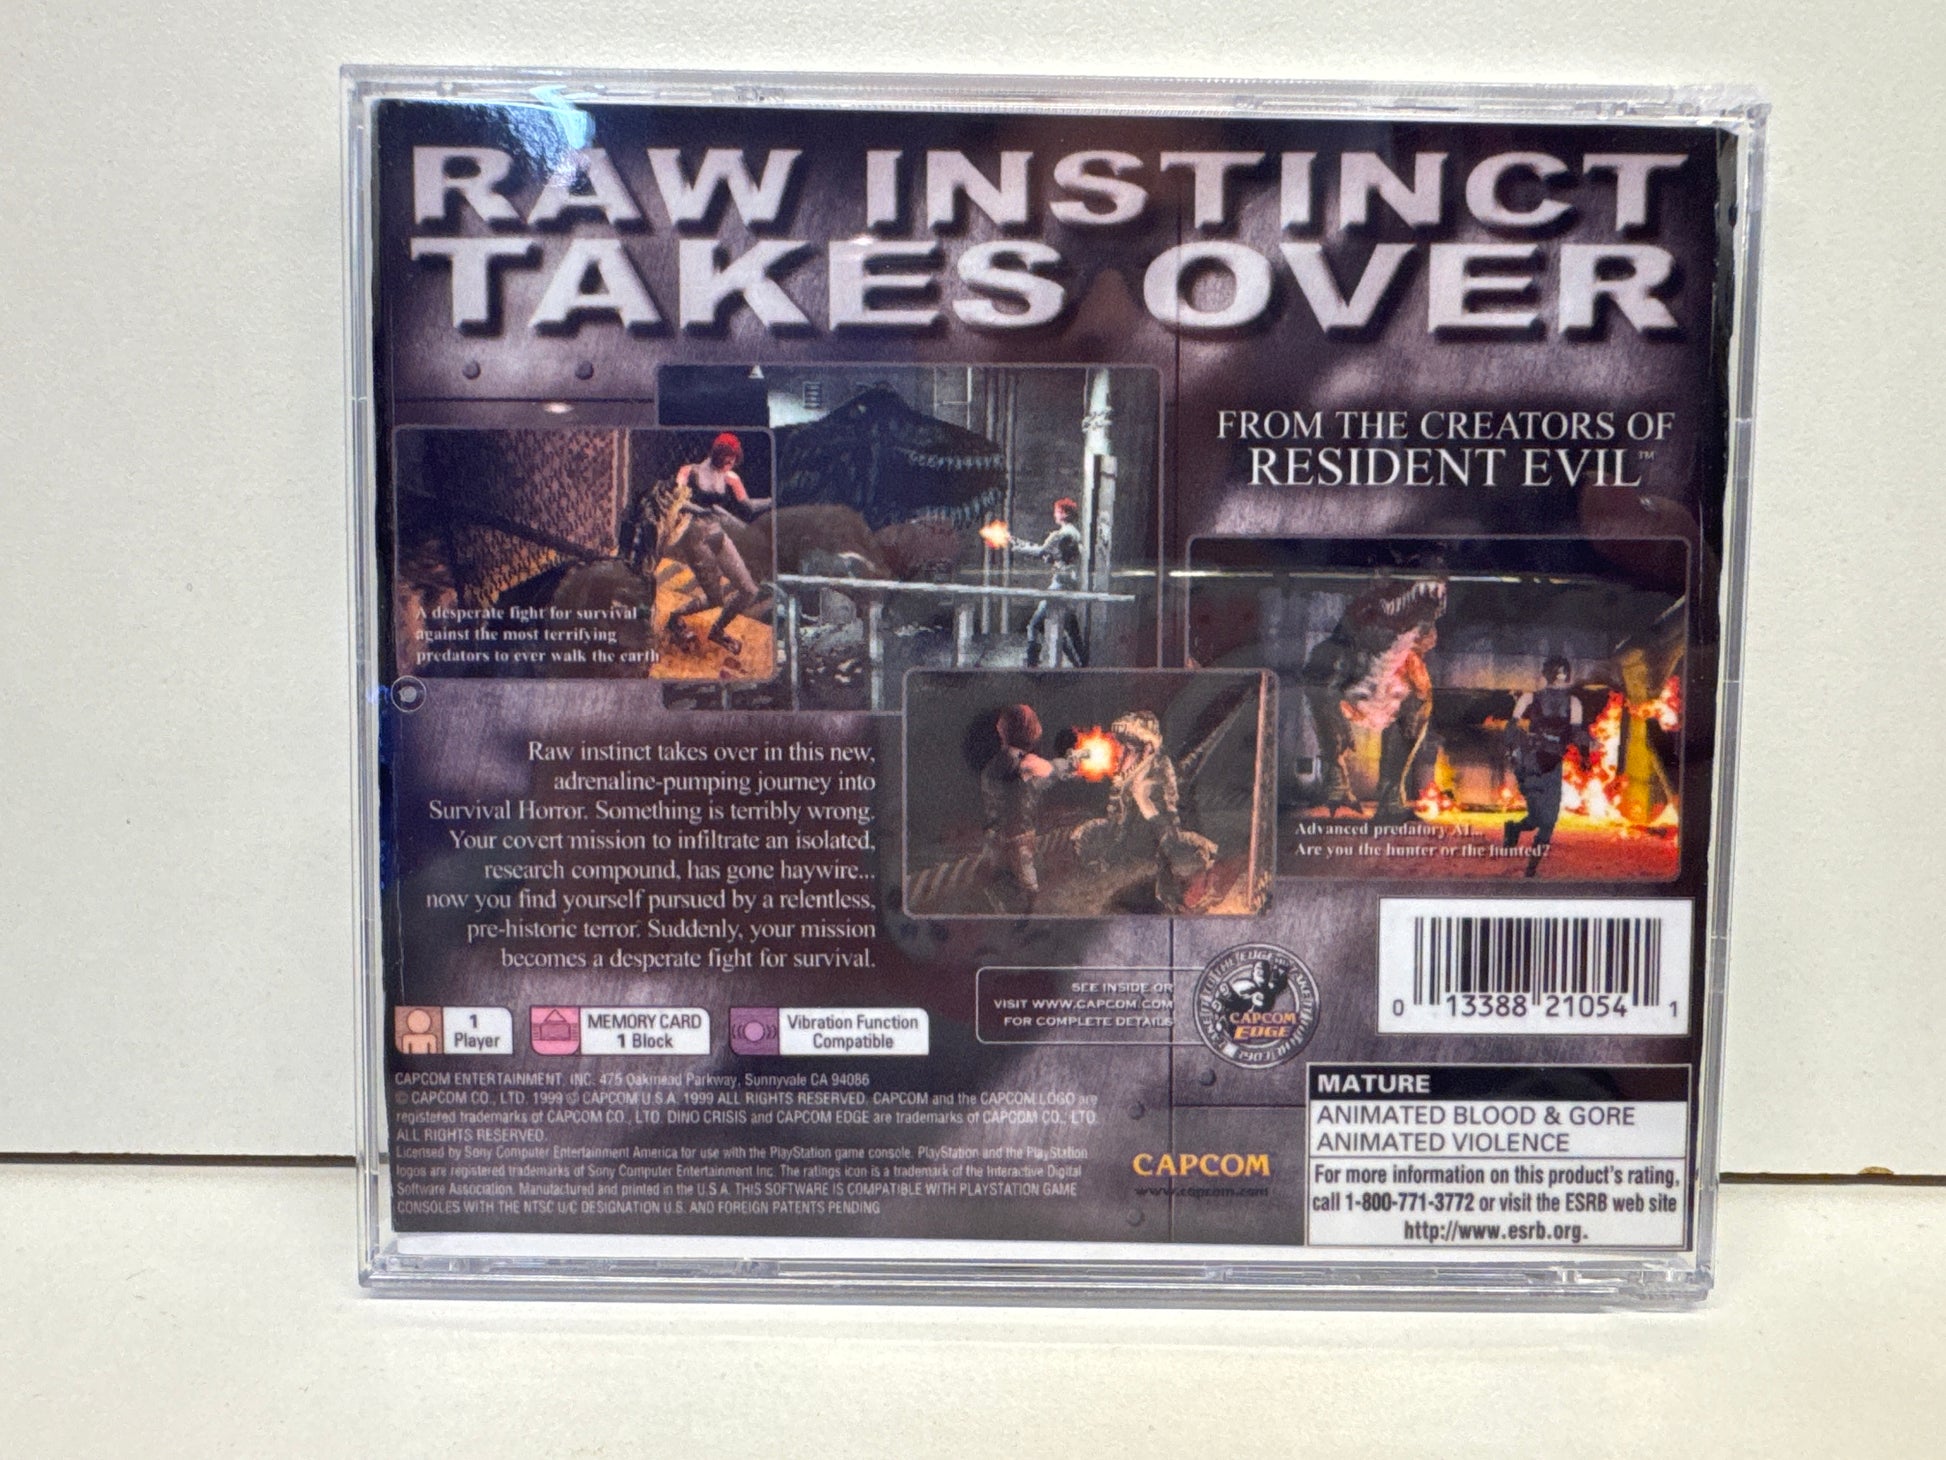 RAW INSTINCT
TAKES OVER
FROM THE CREATORS OF
RESIDENT EVIL™
A desperate fight for survival
against the most terrifying
predators to ever walk the earth
Advanced predatory AI...
Are you the hunter or the hunted?
Raw instinct takes over in this new,
adrenaline-pumping journey into
Survival Horror. Something is terribly wrong.
Your covert mission to infiltrate an isolated,
research compound, has gone haywire...
now you find yourself pursued by a relentless,
pre-historic terror. Suddenly, your mission
becomes a desperate fight for survival.
SEE INSIDE OR
VISIT WWW.CAPCOM.COM
FOR COMPLETE DETAILS
CAPCOM
EDGE
0 13388 21054 1
1
Player
MEMORY CARD
1 Block
Vibration Function
Compatible
CAPCOM ENTERTAINMENT, INC. 475 Oakmead Parkway, Sunnyvale CA 94086
© CAPCOM CO., LTD. 1999 © CAPCOM U.S.A. 1999 ALL RIGHTS RESERVED. CAPCOM and the CAPCOM LOGO are
registered trademarks of CAPCOM CO., LTD. DINO CRISIS and CAPCOM EDGE are trademarks of CAPCOM CO., LTD.
ALL RIGHTS RESERVED.
Licensed by Sony Computer Entertainment America for use with the PlayStation game console. PlayStation and the PlayStation
logos are registered trademarks of Sony Computer Entertainment Inc. The ratings icon is a trademark of the Interactive Digital
Software Association. Manufactured and printed in the U.S.A. THIS SOFTWARE IS COMPATIBLE WITH PLAYSTATION GAME
CONSOLES WITH THE NTSC U/C DESIGNATION U.S. AND FOREIGN PATENTS PENDING
CAPCOM
www.capcom.com
MATURE
ANIMATED BLOOD & GORE
ANIMATED VIOLENCE
For more information on this product's rating,
call 1-800-771-3772 or visit the ESRB web site
http://www.esrb.org.